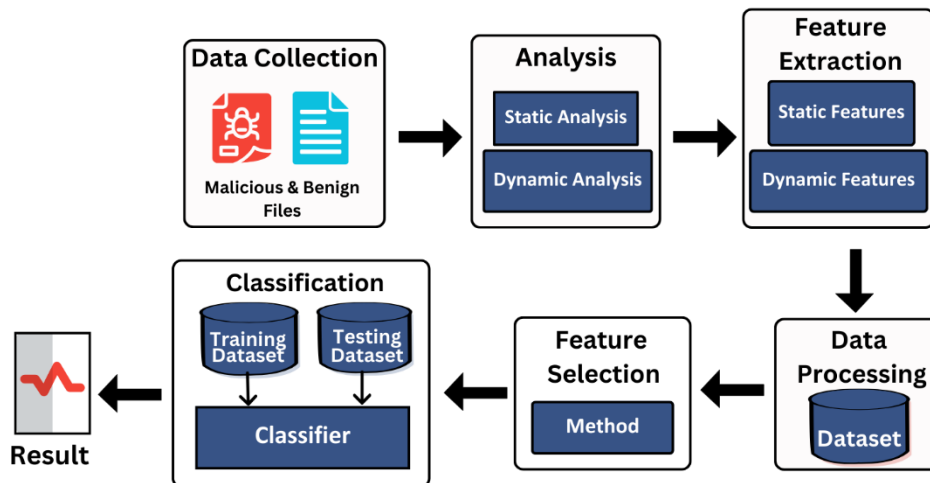 Data Collection
Malicious & Benign
Files
Analysis
Static Analysis
Dynamic Analysis
Feature
Extraction
Static Features
Dynamic Features
Data
Processing
Dataset
Feature
Selection
Method
Classification
Training
Dataset
Testing
Dataset
Classifier
Result